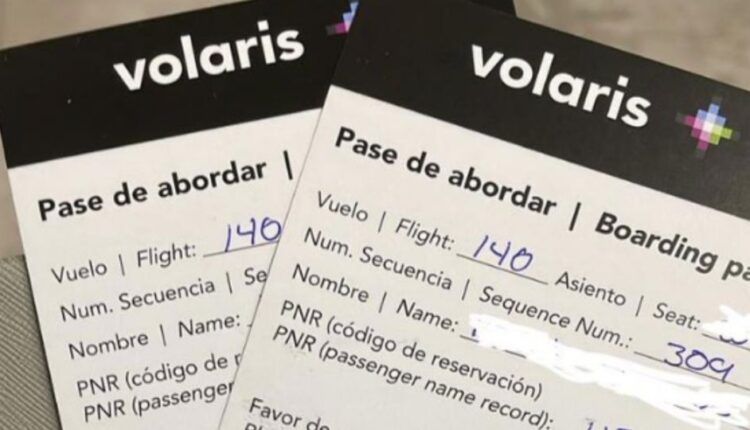 volaris
Pase de abordar |
Vuelo | Flight: 140
Num. Secuencia | Se
Nombre | Name:
PNR (código de r
PNR (passenger
volaris
Pase de abordar | Boarding pa
Vuelo | Flight: 140 Asiento | Seat:
Num. Secuencia | Sequence Num.: 309
Nombre | Name:
PNR (código de reservación)
PNR (passenger name record):
Favor de